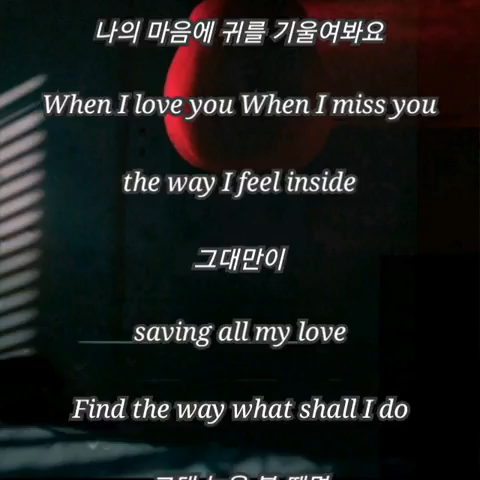 나의 마음에 귀를 기울여봐요
When I love you When I miss you
the way I feel inside
그대만이
saving all my love
Find the way what shall I do